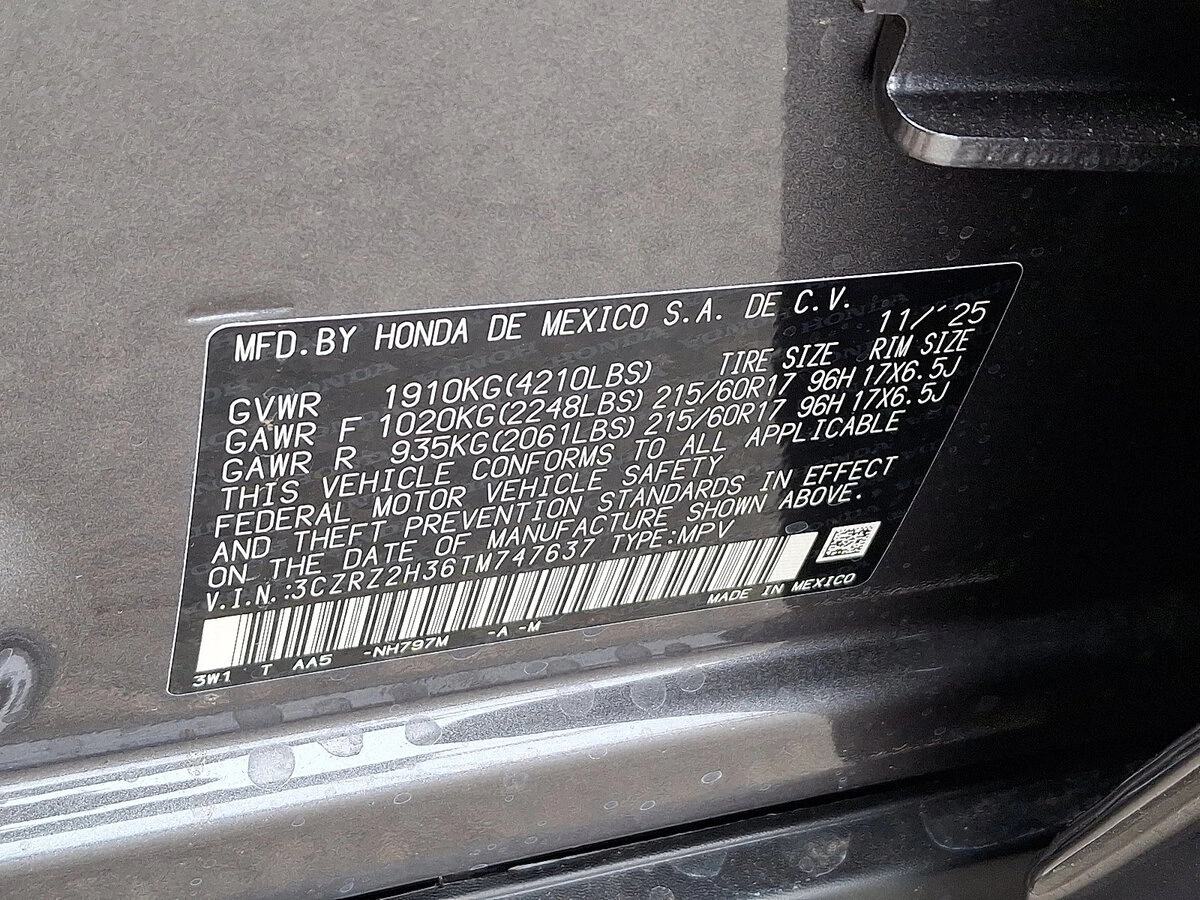 MFD.BY HONDA DE MEXICO S.A. DE C.V.
11/'25
GVWR 1910KG(4210LBS) TIRE SIZE RIM SIZE
GAWR F 1020KG(2248LBS) 215/60R17 96H 17X6.5J
GAWR R 935KG(2061LBS) 215/60R17 96H 17X6.5J
THIS VEHICLE CONFORMS TO ALL APPLICABLE
FEDERAL MOTOR VEHICLE SAFETY
AND THEFT PREVENTION STANDARDS IN EFFECT
ON THE DATE OF MANUFACTURE SHOWN ABOVE.
V.I.N.:3CZRZ2H36TM747637 TYPE:MPV
MADE IN MEXICO
3W1 T AA5 -NH797M -A -M